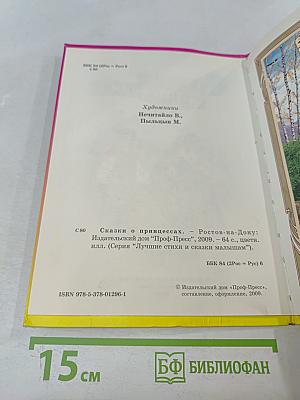 ББК 84 (2Рос = Рус) 6
С 80
Художники
Нечитайло В.,
Пыльцын М.
С 80 Сказки о принцессах. – Ростов-на-Дону:
Издательский дом "Проф-Пресс", 2009. – 64 с., цветн.
илл. (Серия "Лучшие стихи и сказки малышам").
ББК 84 (2Рос = Рус) 6
ISBN 978-5-378-01296-1
© Издательский дом «Проф-Пресс»,
составление, оформление, 2009.
15 см
БФ БИБЛИОФАН